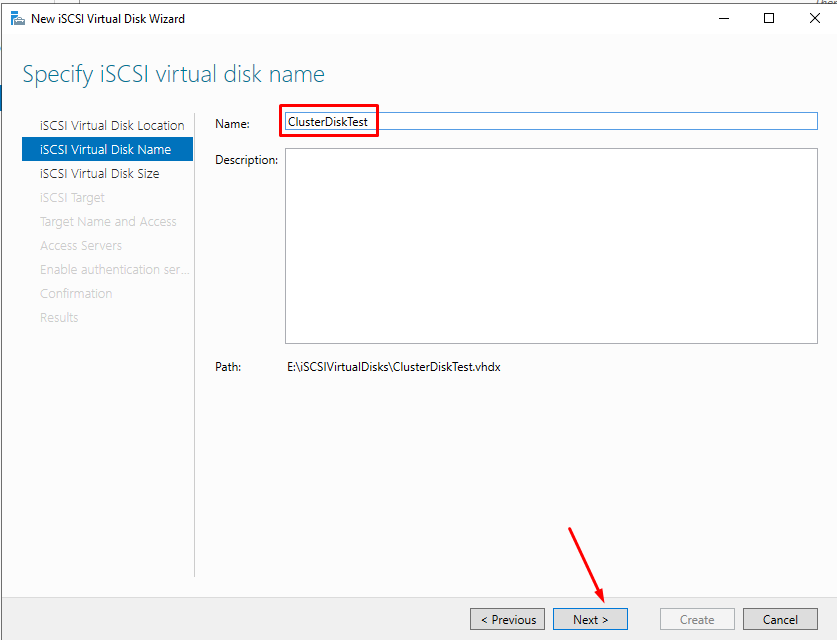 New iSCSI Virtual Disk Wizard
Specify iSCSI virtual disk name
iSCSI Virtual Disk Location
iSCSI Virtual Disk Name
iSCSI Virtual Disk Size
iSCSI Target
Target Name and Access
Access Servers
Enable authentication ser...
Confirmation
Results
Name:
ClusterDiskTest
Description:
Path:
E:\iSCSIVirtualDisks\ClusterDiskTest.vhdx
< Previous
Next >
Create
Cancel